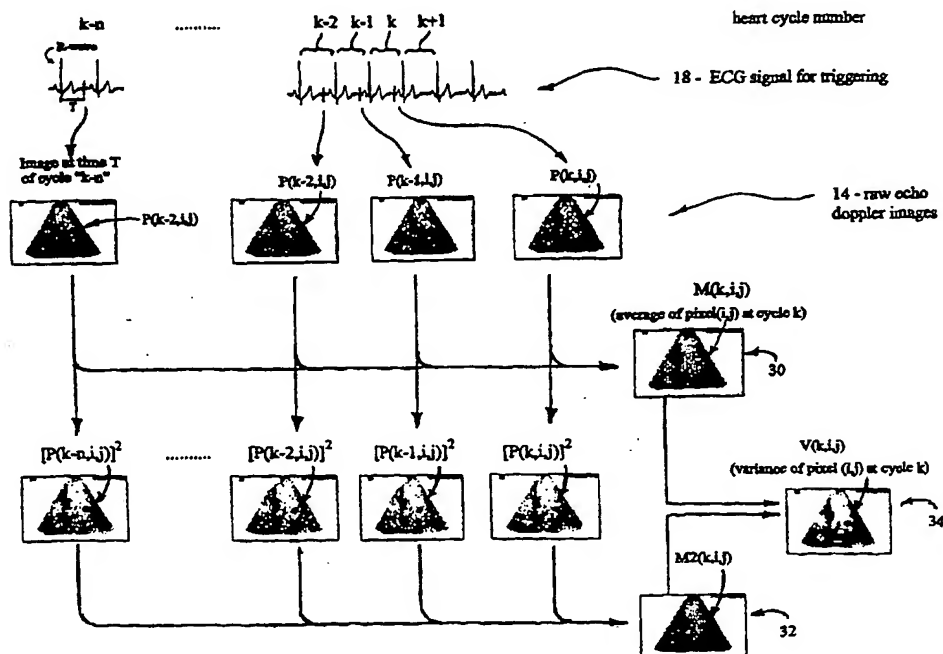 k-n .......... k-2 k-1 k k+1 heart cycle number
R-wave
18 - ECG signal for triggering
T
Image at time T
of cycle "k-n"
P(k-2,i,j) P(k-1,i,j) P(k,i,j)
P(k-2,i,j)
14 - raw echo
doppler images
M(k,i,j)
(average of pixel(i,j) at cycle k)
30
[P(k-n,i,j)]² .......... [P(k-2,i,j)]² [P(k-1,i,j)]² [P(k,i,j)]²
V(k,i,j)
(variance of pixel (i,j) at cycle k)
34
M2(k,i,j)
32